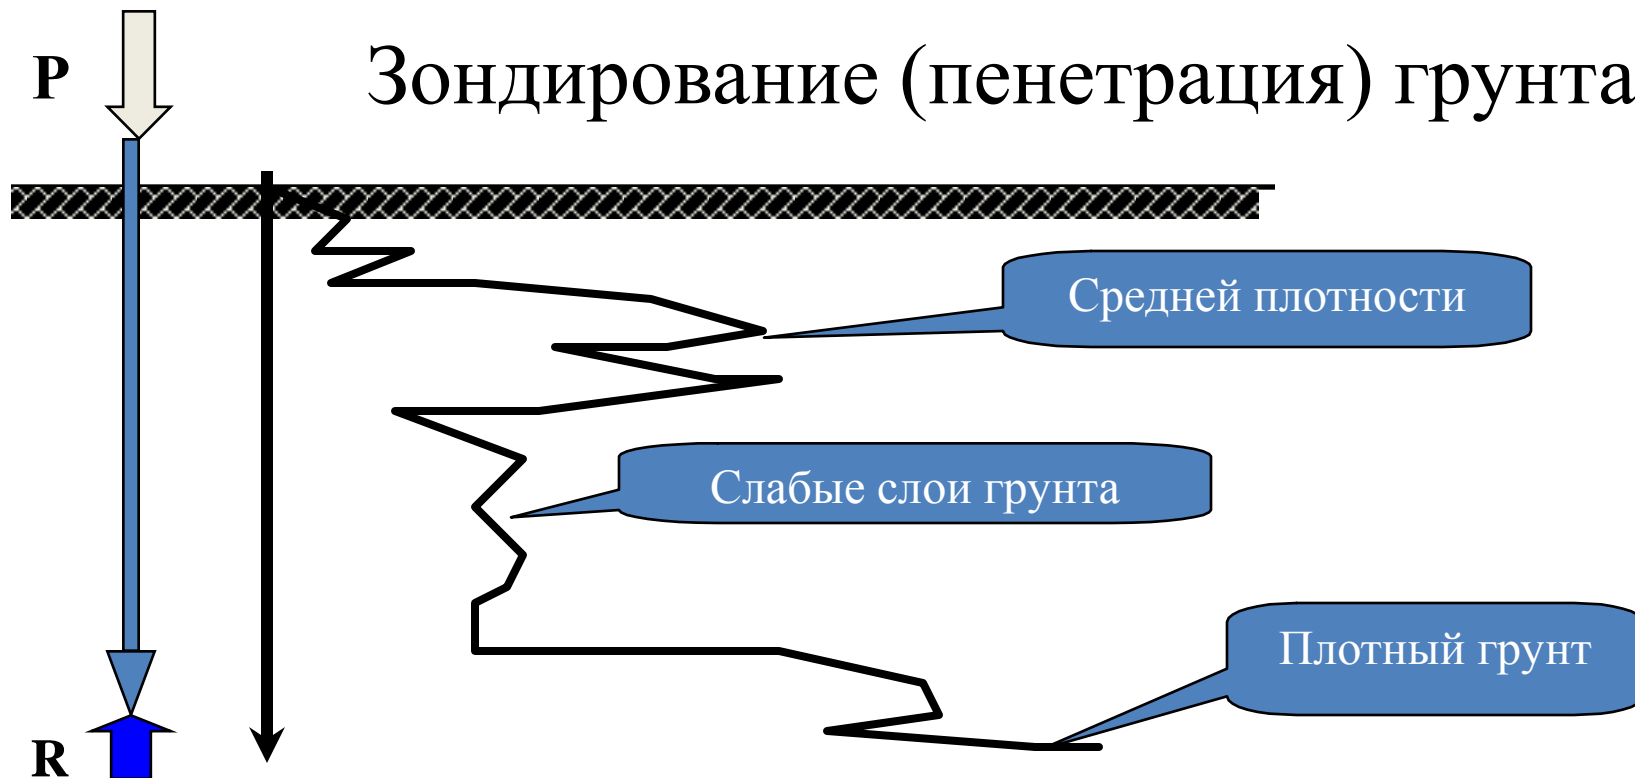 P
Зондирование (пенетрация) грунта
Средней плотности
Слабые слои грунта
Плотный грунт
R